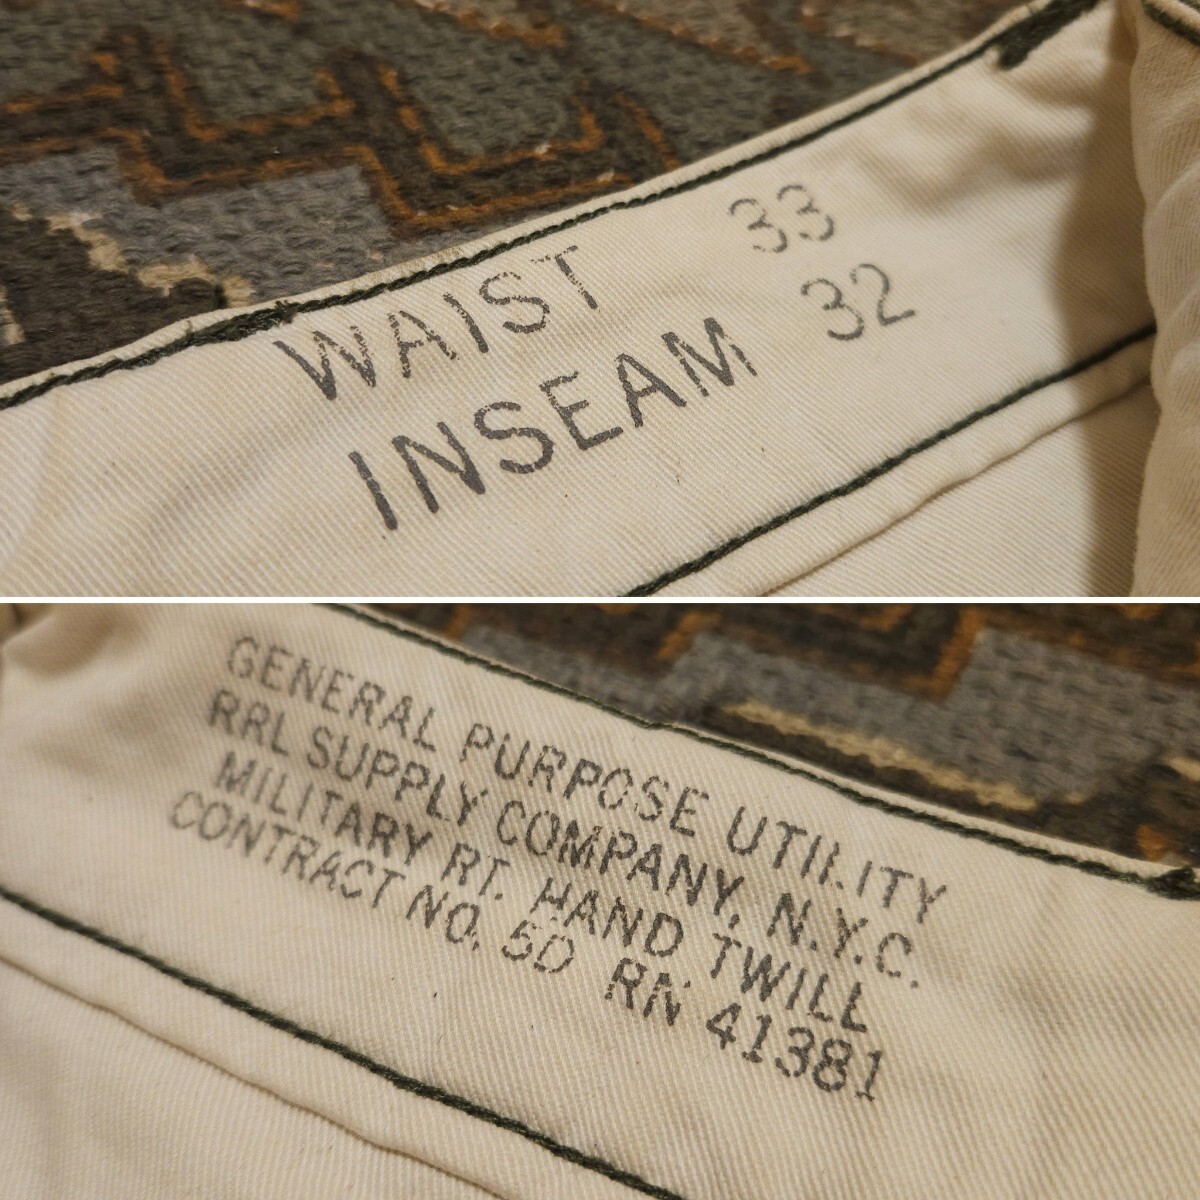 WAIST 33
INSEAM 32
GENERAL PURPOSE UTILITY
RRL SUPPLY COMPANY, N.Y.C.
MILITARY RT. HAND TWILL
CONTRACT NO. 5D RN 41381